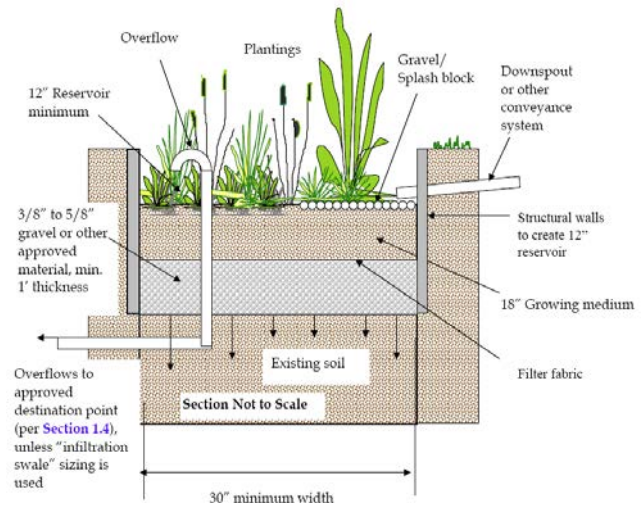 Overflow
Plantings
Gravel/
Splash block
Downspout
or other
conveyance
system
12" Reservoir
minimum
3/8" to 5/8"
gravel or other
approved
material, min.
1' thickness
Structural walls
to create 12"
reservoir
18" Growing medium
Filter fabric
Existing soil
Section Not to Scale
Overflows to
approved
destination point
(per Section 1.4),
unless "infiltration
swale" sizing is
used
30" minimum width